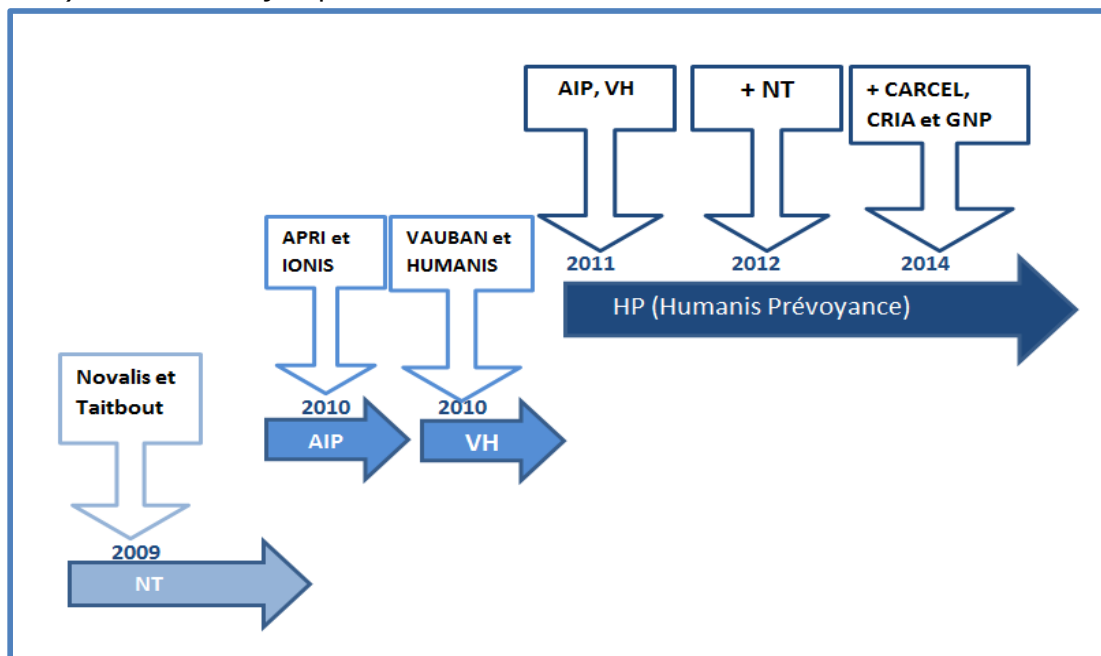 AIP, VH
+ NT
+ CARCEL,
CRIA et GNP
APRI et
IONIS
VAUBAN et
HUMANIS
2011
2012
2014
HP (Humanis Prévoyance)
Novalis et
Taitbout
2010
2010
AIP
VH
2009
NT